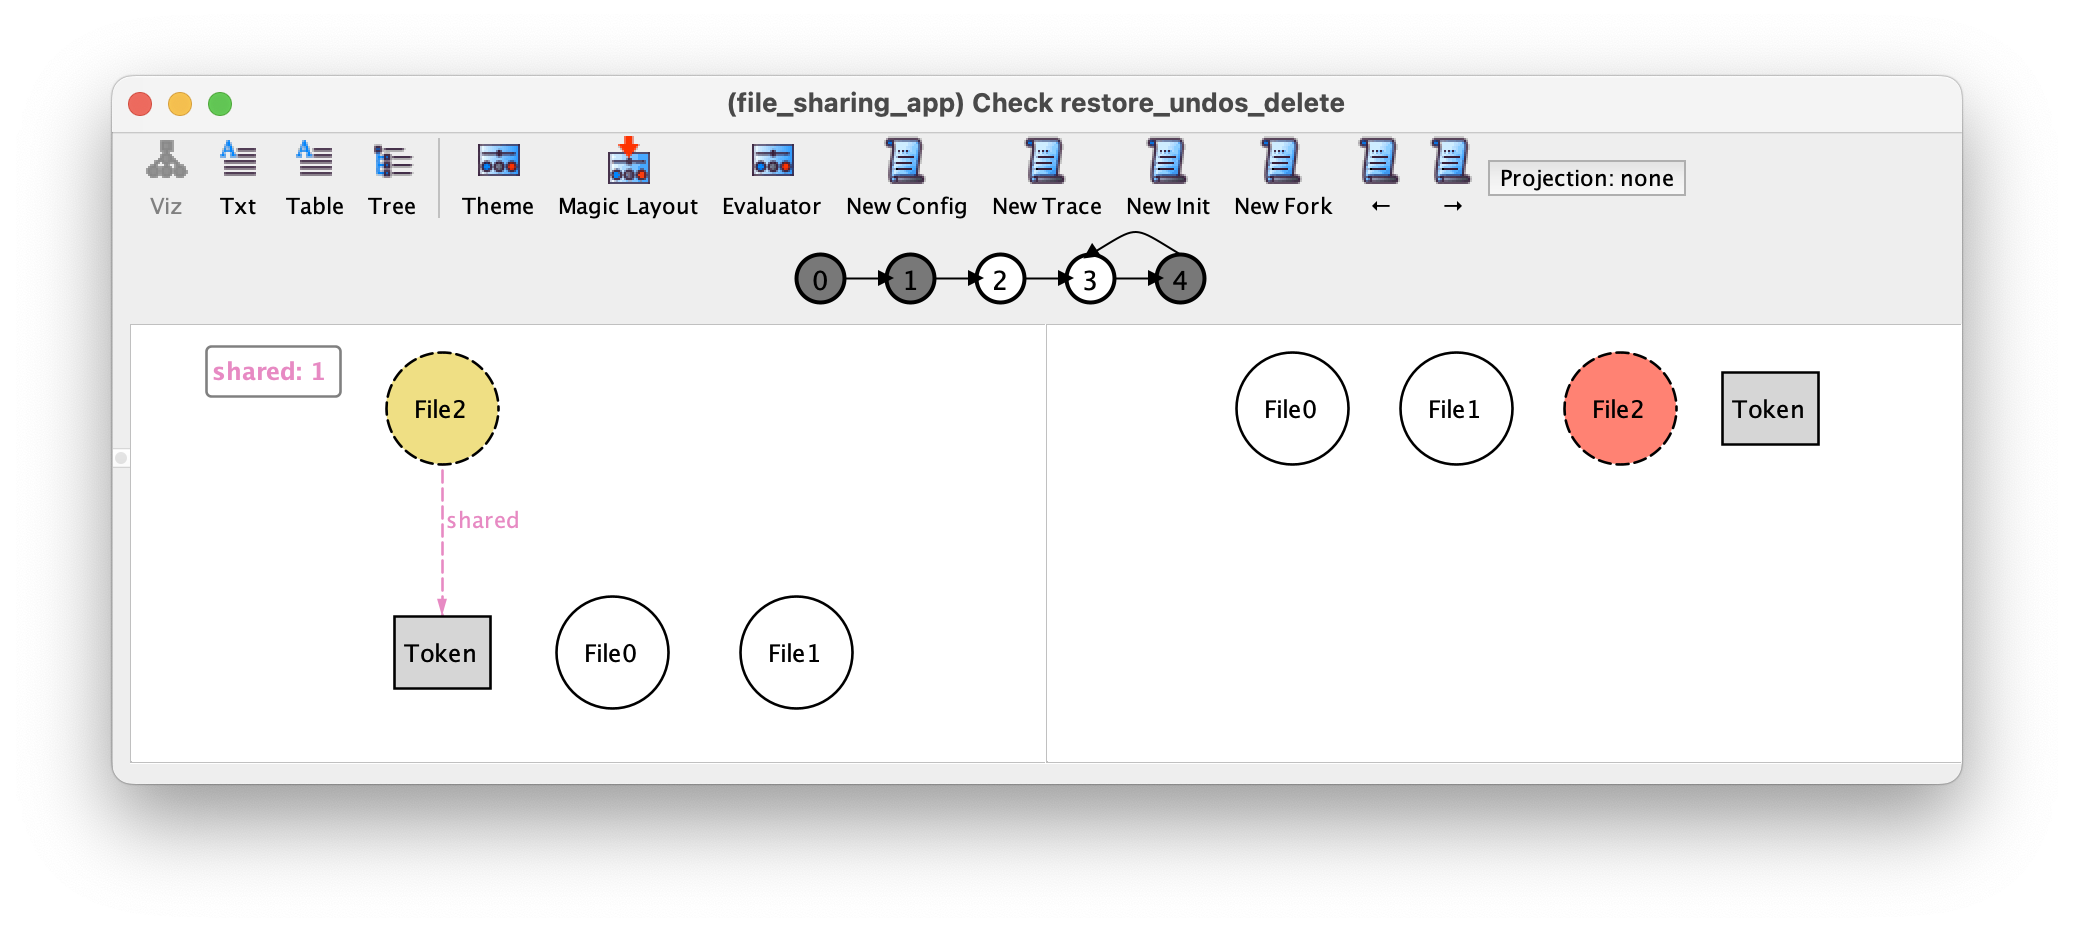 (file_sharing_app) Check restore_undos_delete
Viz Txt Table Tree Theme Magic Layout Evaluator New Config New Trace New Init New Fork ← → Projection: none
0 1 2 3 4
shared: 1
File2
shared
Token File0 File1
File0 File1 File2 Token